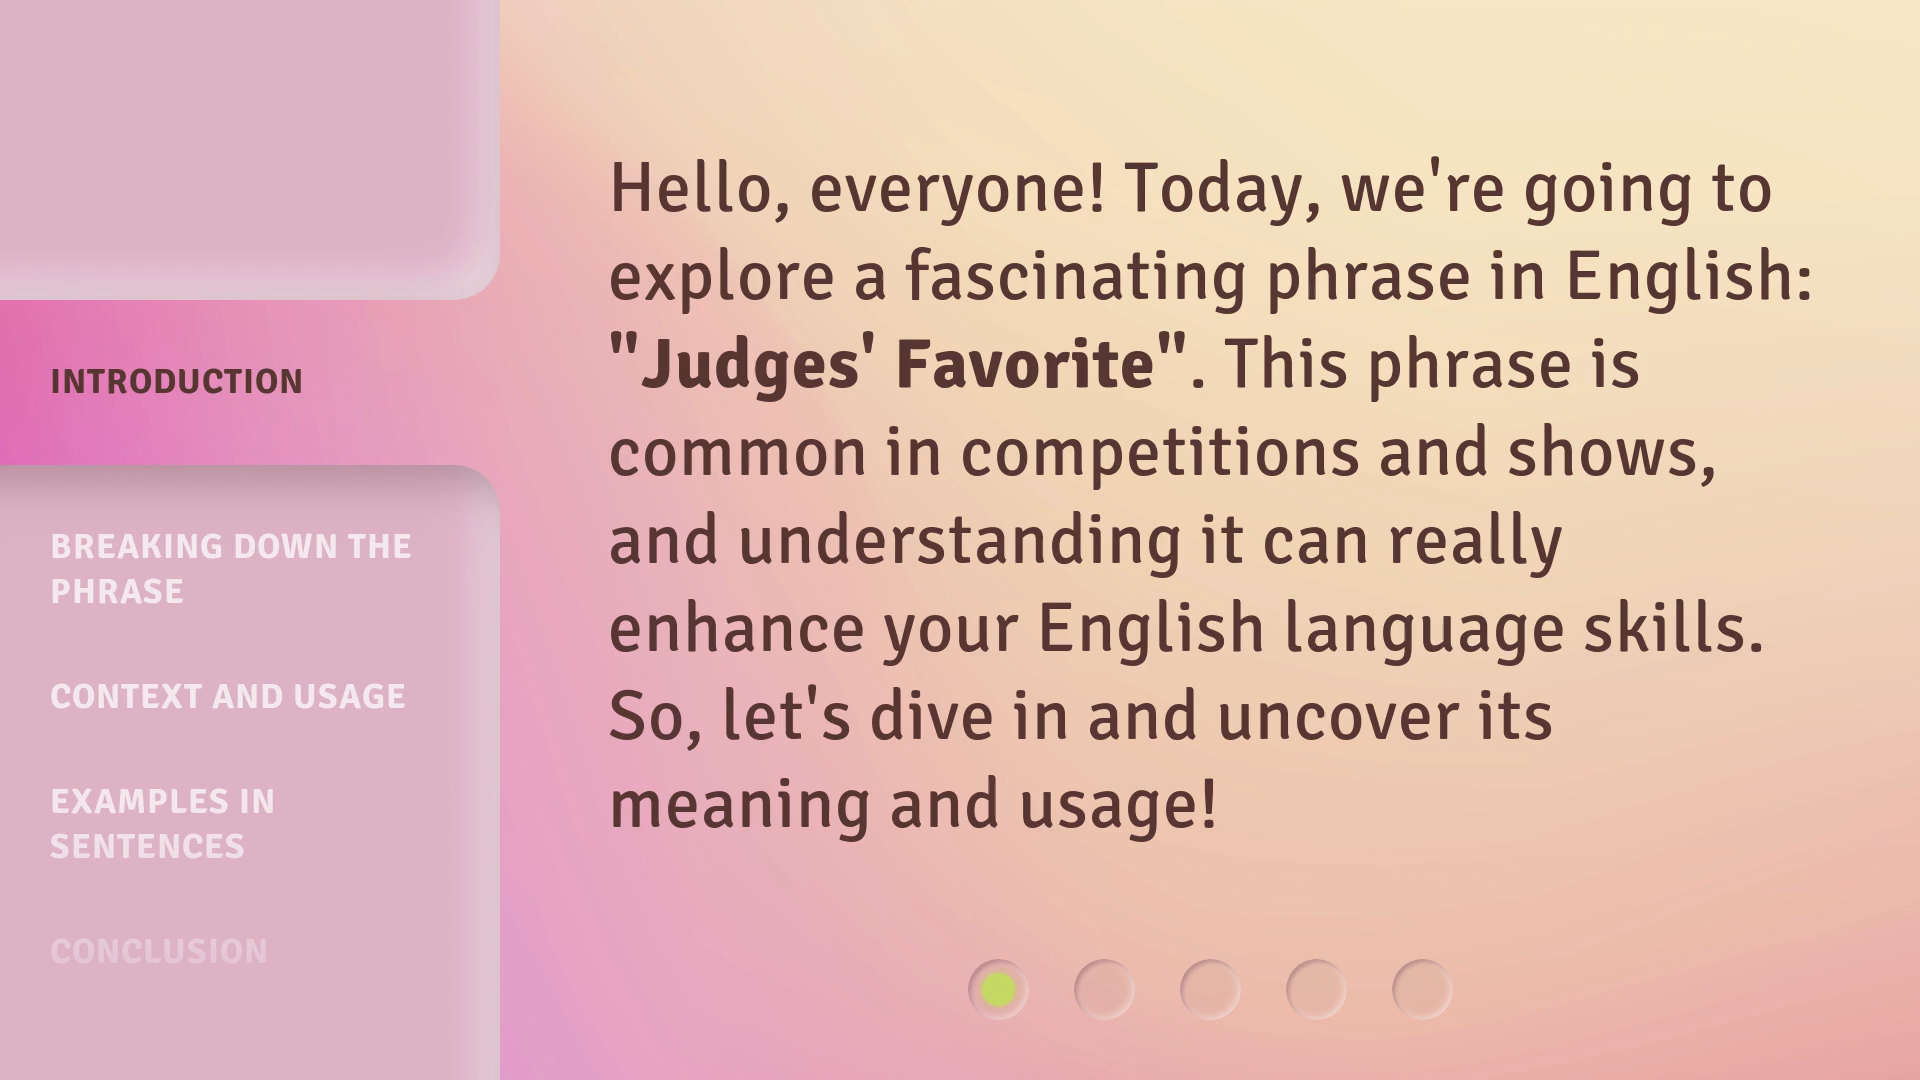 INTRODUCTION
BREAKING DOWN THE
PHRASE
CONTEXT AND USAGE
EXAMPLES IN
SENTENCES
CONCLUSION
Hello, everyone! Today, we're going to
explore a fascinating phrase in English:
"Judges' Favorite". This phrase is
common in competitions and shows,
and understanding it can really
enhance your English language skills.
So, let's dive in and uncover its
meaning and usage!